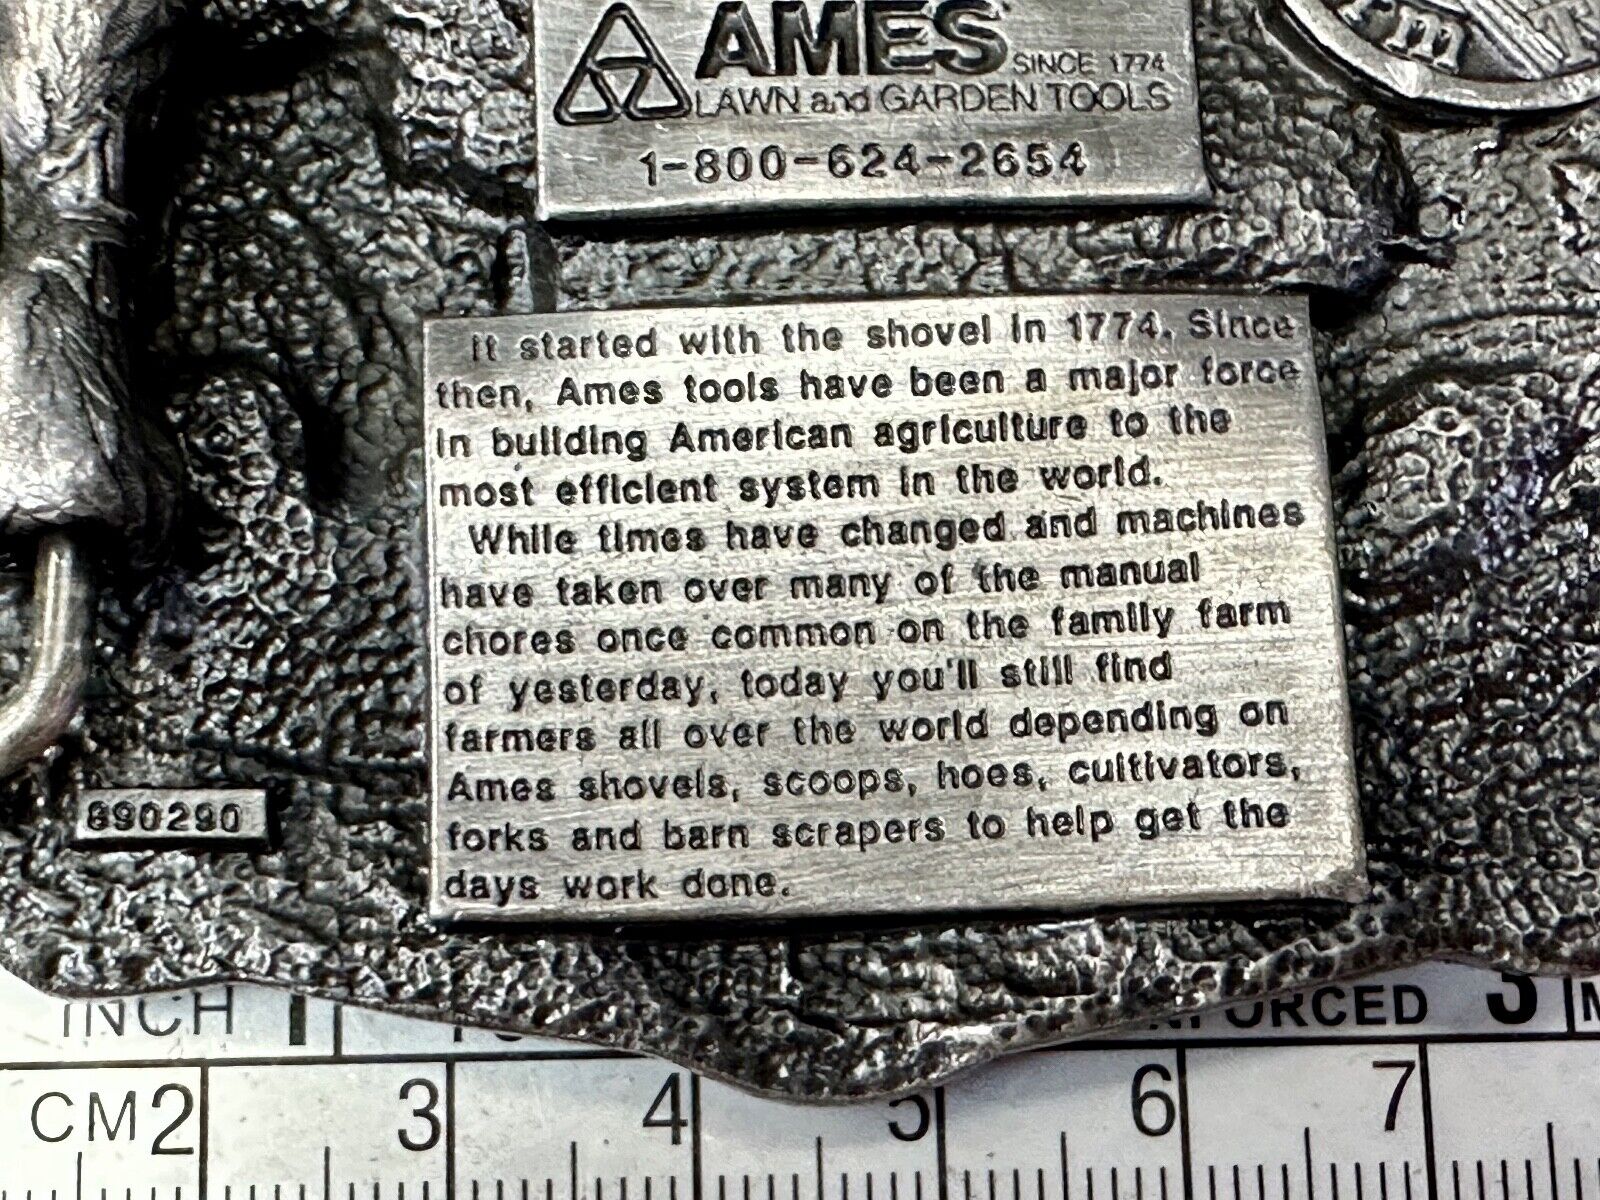 AMES
SINCE 1774
LAWN and GARDEN TOOLS
1-800-624-2654
It started with the shovel in 1774. Since
then, Ames tools have been a major force
in building American agriculture to the
most efficient system in the world.
While times have changed and machines
have taken over many of the manual
chores once common on the family farm
of yesterday, today you'll still find
farmers all over the world depending on
Ames shovels, scoops, hoes, cultivators,
forks and barn scrapers to help get the
days work done.
890290
INCH 1 3
CM 2 3 4 5 6 7